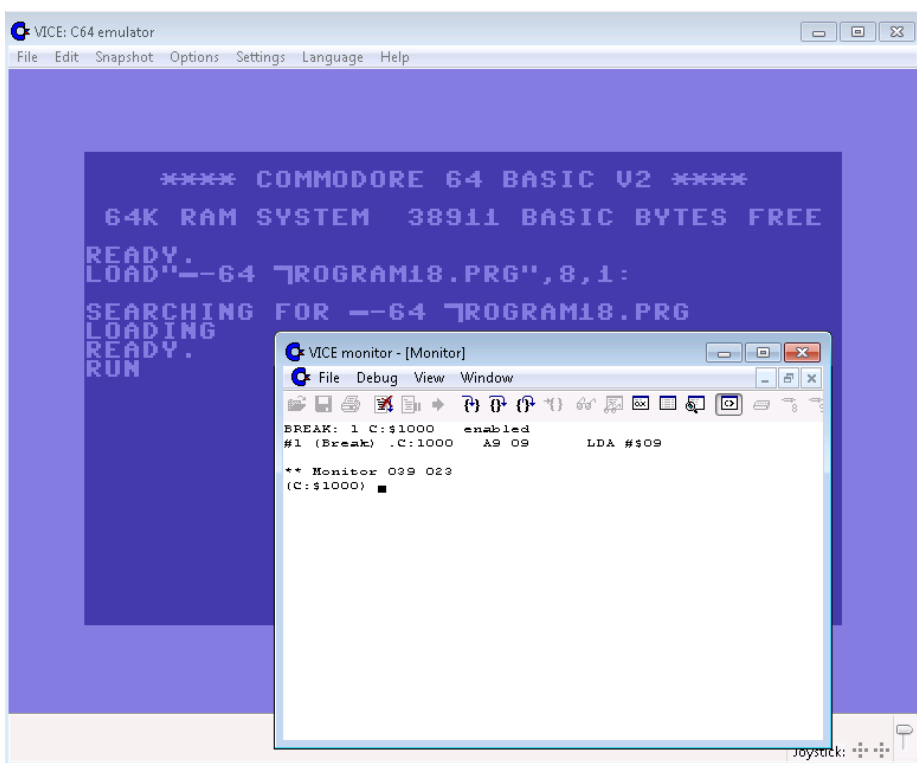 VICE: C64 emulator
File Edit Snapshot Options Settings Language Help
**** COMMODORE 64 BASIC V2 ****
64K RAM SYSTEM 38911 BASIC BYTES FREE
READY.
LOAD"——64 ┐ROGRAM18.PRG",8,1:
SEARCHING FOR ——64 ┐ROGRAM18.PRG
LOADING
READY.
RUN
VICE monitor - [Monitor]
File Debug View Window
BREAK: 1 C:$1000 enabled
#1 (Break) .C:1000 A9 09 LDA #$09
** Monitor 039 023
(C:$1000)
Joystick: